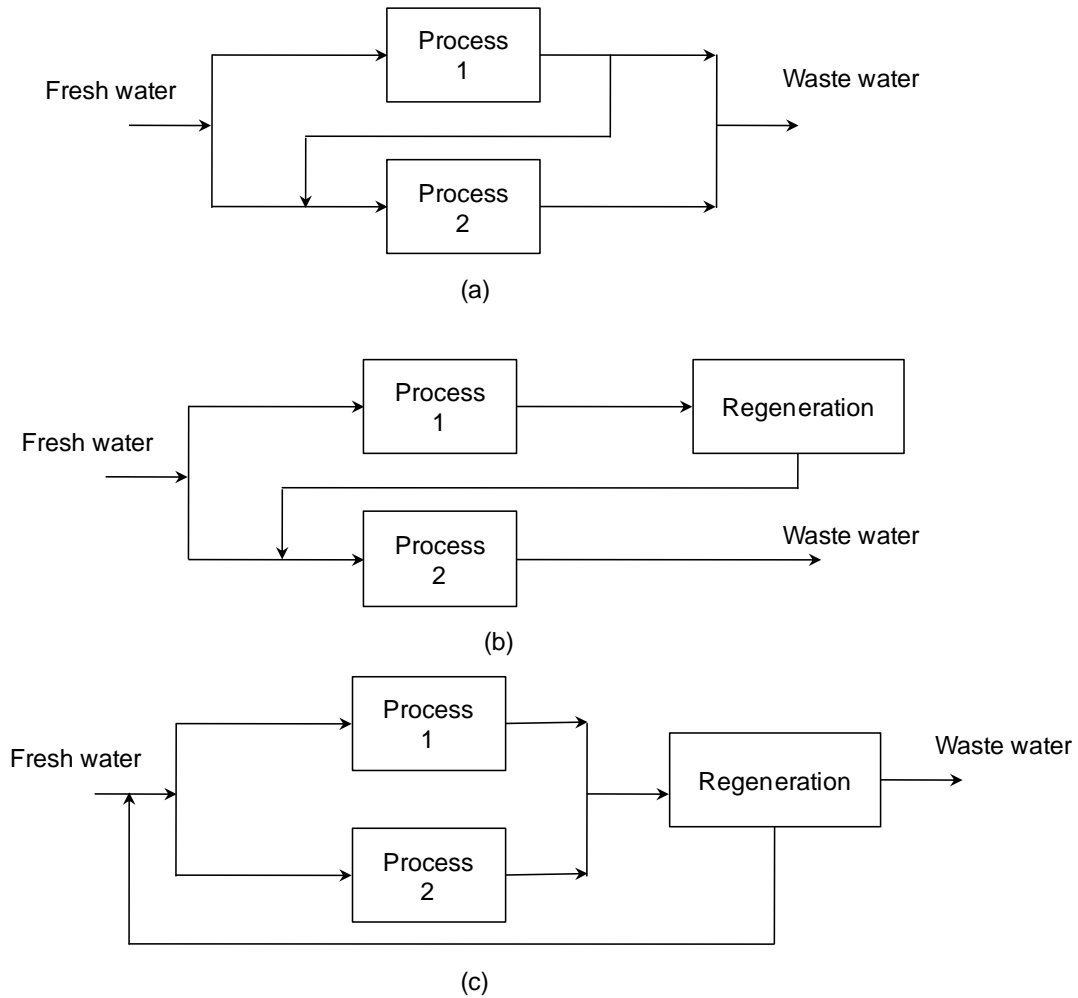 Process
1
Fresh water
Waste water
Process
2
(a)
Process
1
Regeneration
Fresh water
Waste water
Process
2
(b)
Process
1
Fresh water
Waste water
Regeneration
Process
2
(c)